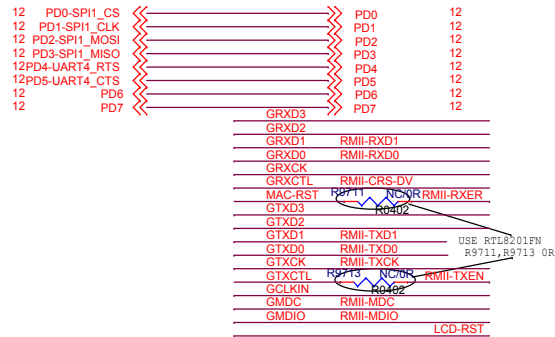 12 PD0-SPI1_CS PD0 12
12 PD1-SPI1_CLK PD1 12
12 PD2-SPI1_MOSI PD2 12
12 PD3-SPI1_MISO PD3 12
12 PD4-UART4_RTS PD4 12
12 PD5-UART4_CTS PD5 12
12 PD6 PD6 12
12 PD7 PD7 12
GRXD3
GRXD2
GRXD1 RMII-RXD1
GRXD0 RMII-RXD0
GRXCK
GRXCTL RMII-CRS-DV
MAC-RST R9711 NC/0R RMII-RXER
GTXD3 R0402
GTXD2
GTXD1 RMII-TXD1
USE RTL8201FN
GTXD0 RMII-TXD0
R9711,R9713 0R
GTXCK RMII-TXCK
GTXCTL R9713 NC/0R RMII-TXEN
GCLKIN R0402
GMDC RMII-MDC
GMDIO RMII-MDIO
LCD-RST